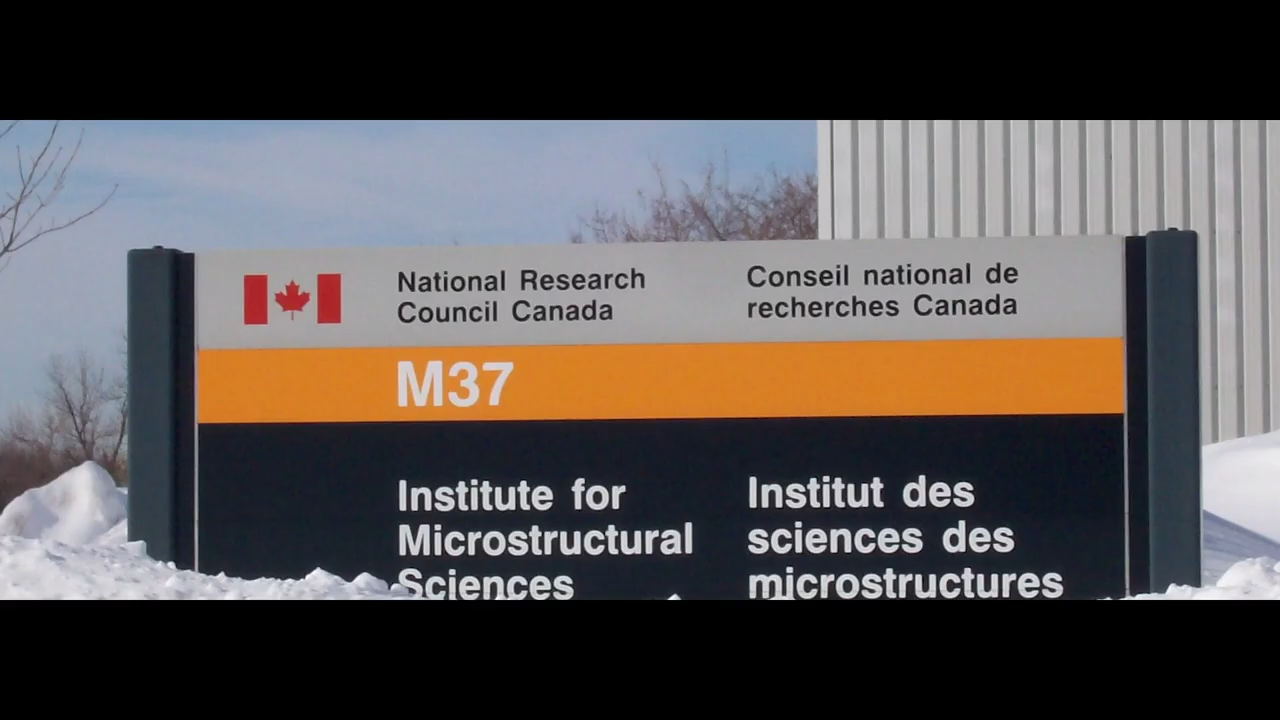 National Research
Council Canada
Conseil national de
recherches Canada
M37
Institute for
Microstructural
Sciences
Institut des
sciences des
microstructures